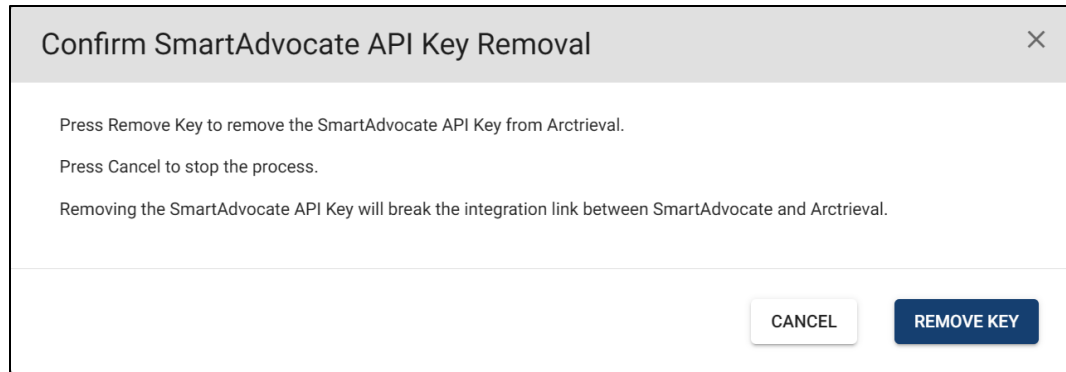 Confirm SmartAdvocate API Key Removal
Press Remove Key to remove the SmartAdvocate API Key from Arctrieval.
Press Cancel to stop the process.
Removing the SmartAdvocate API Key will break the integration link between SmartAdvocate and Arctrieval.
CANCEL
REMOVE KEY